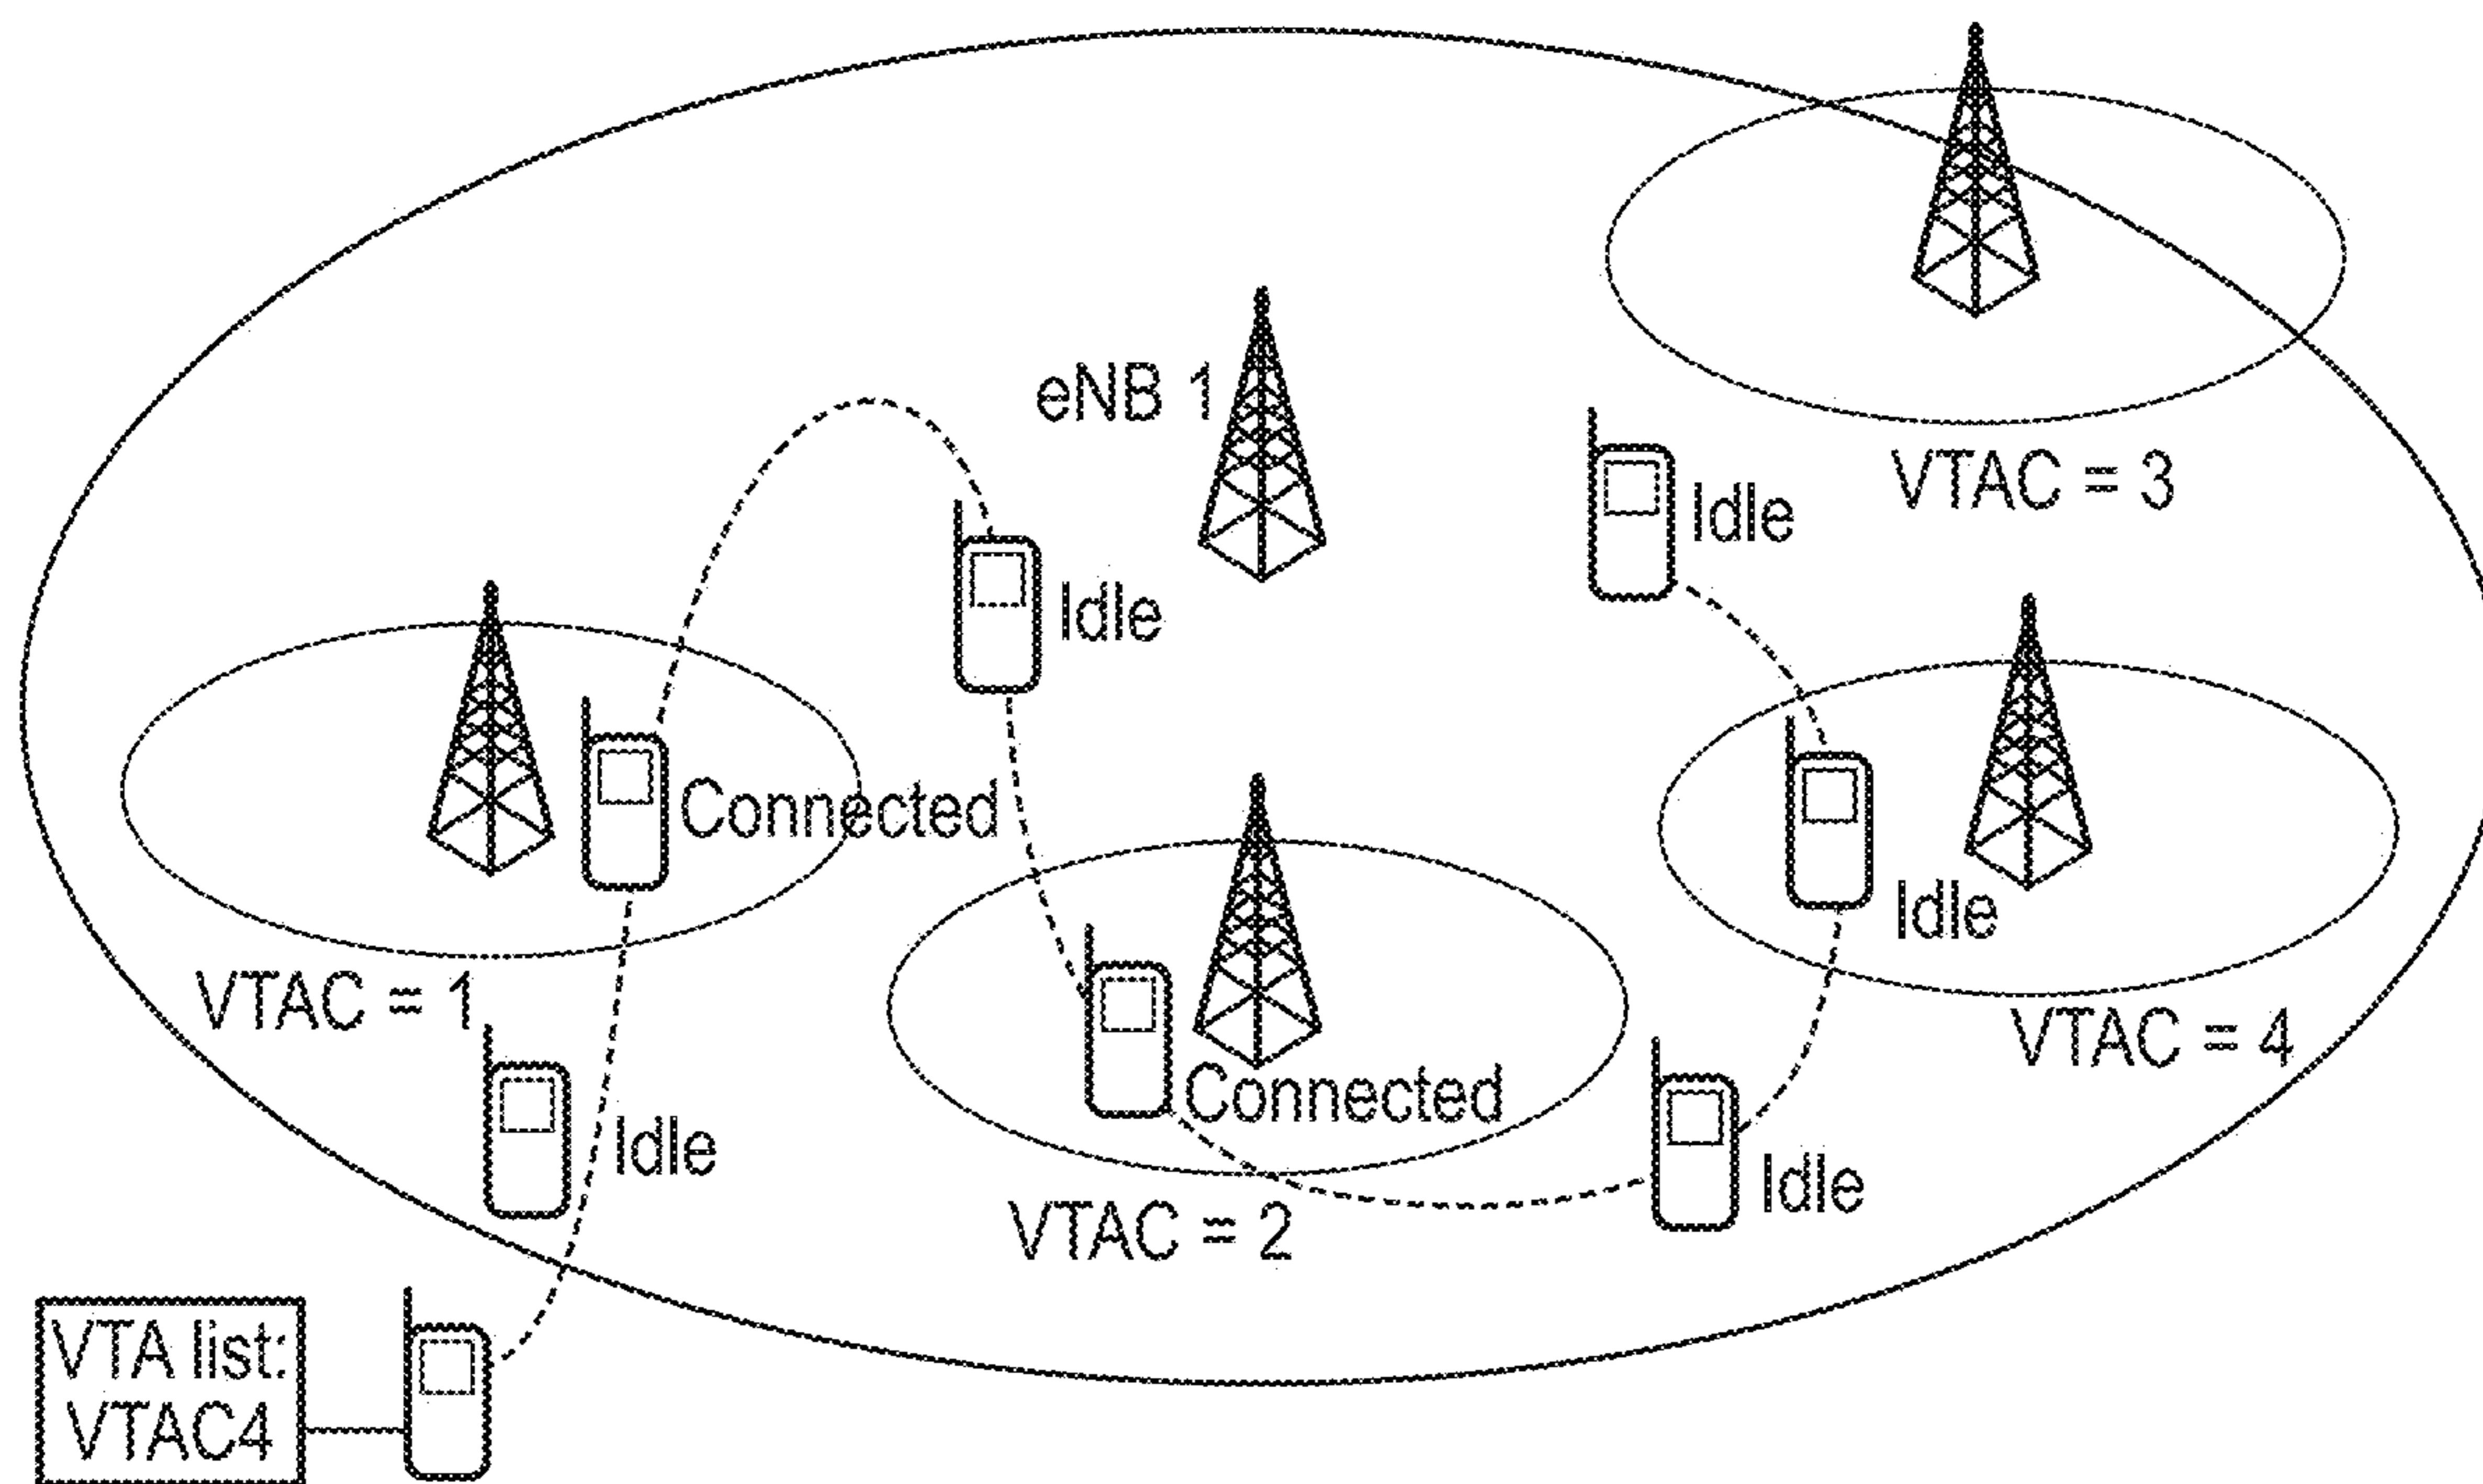 eNB 1
VTAC = 3
Idle
Idle
Connected
Idle
VTAC = 1
VTAC = 4
Connected
Idle
Idle
VTAC = 2
VTA list:
VTAC4